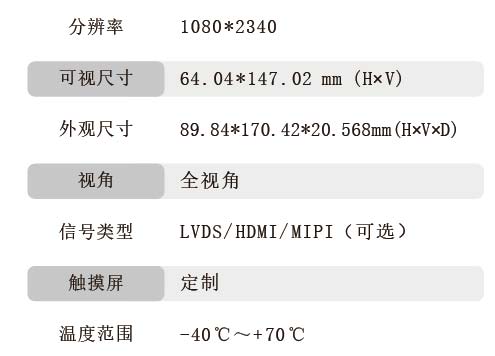 分辨率 1080*2340
可视尺寸 64.04*147.02 mm (H×V)
外观尺寸 89.84*170.42*20.568mm(H×V×D)
视角 全视角
信号类型 LVDS/HDMI/MIPI（可选）
触摸屏 定制
温度范围 -40℃～+70℃